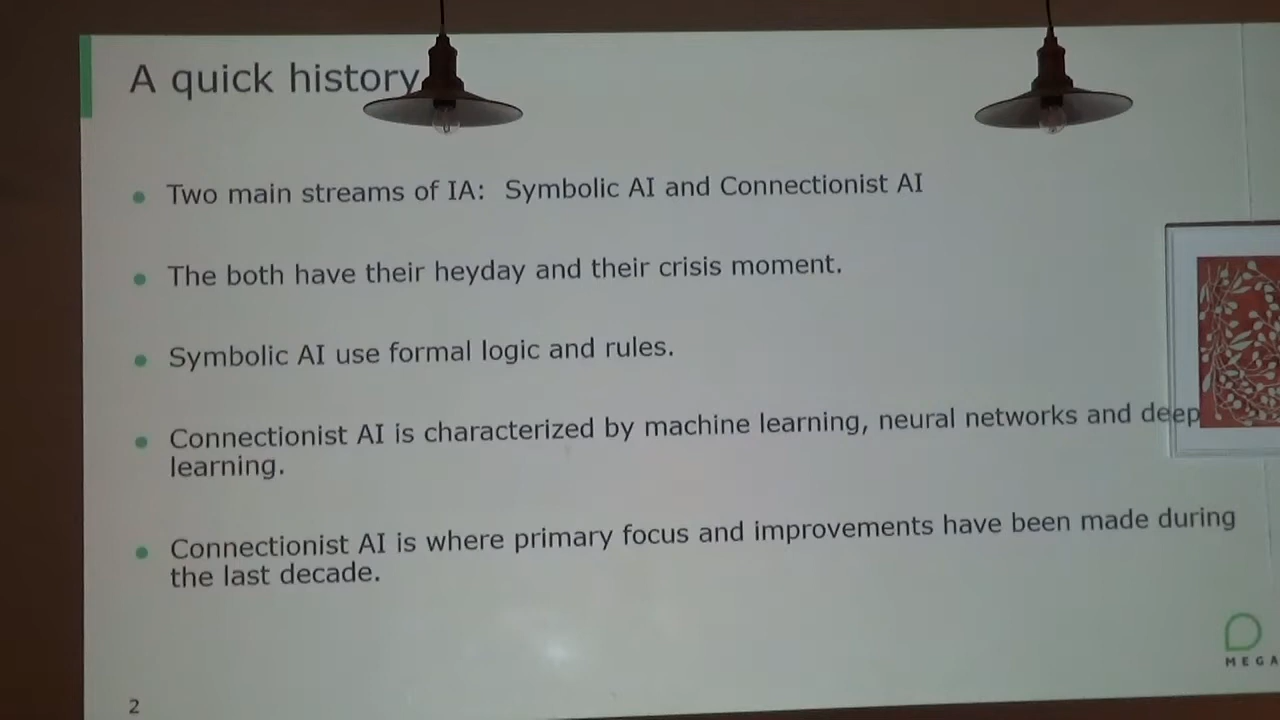 A quick history
Two main streams of IA: Symbolic AI and Connectionist AI
The both have their heyday and their crisis moment.
Symbolic AI use formal logic and rules.
Connectionist AI is characterized by machine learning, neural networks and deep
learning.
Connectionist AI is where primary focus and improvements have been made during
the last decade.
MEGA
2